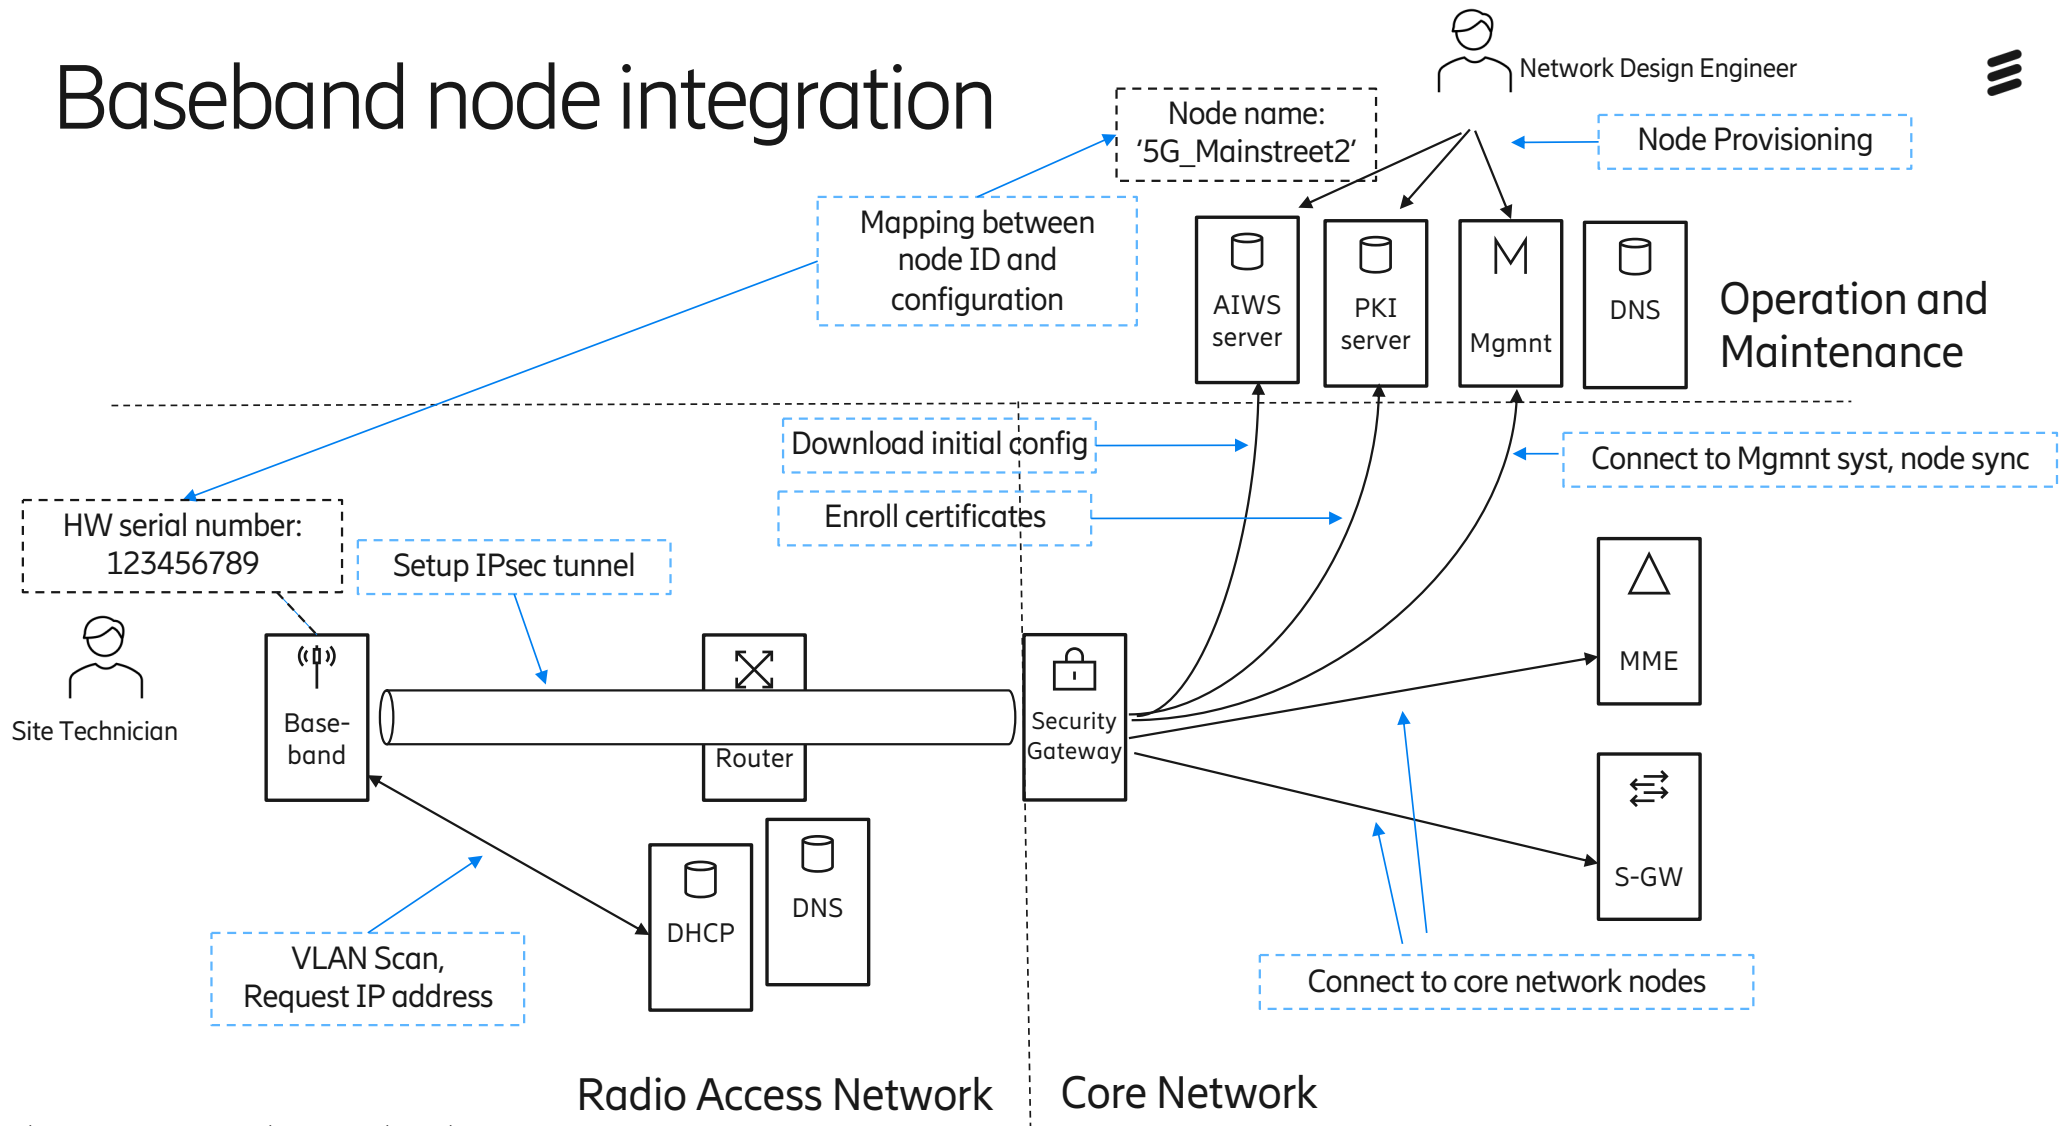 Baseband node integration
Network Design Engineer
Node name:
‘5G_Mainstreet2‘
Node Provisioning
Mapping between
node ID and
configuration
AIWS
server
PKI
server
Mgmnt
DNS
Operation and
Maintenance
Download initial config
Connect to Mgmnt syst, node sync
Enroll certificates
HW serial number:
123456789
Setup IPsec tunnel
Site Technician
Base-
band
Router
Security
Gateway
MME
S-GW
DHCP
DNS
VLAN Scan,
Request IP address
Connect to core network nodes
Radio Access Network
Core Network